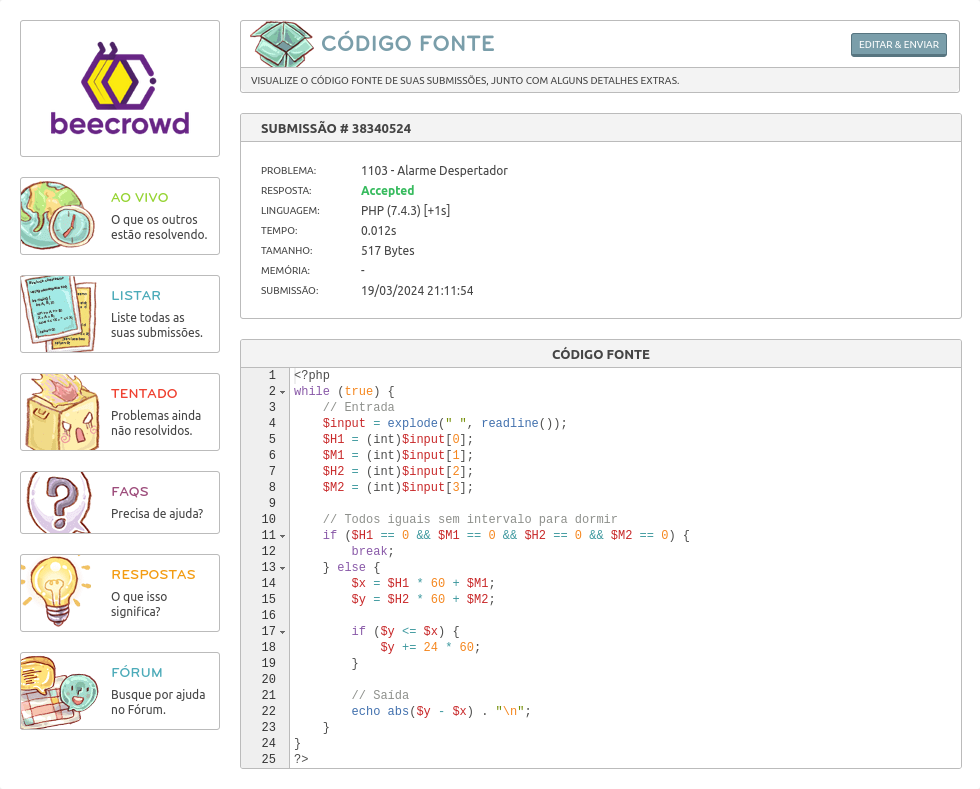 beecrowd
AO VIVO
O que os outros
estão resolvendo.
LISTAR
Liste todas as
suas submissões.
TENTADO
Problemas ainda
não resolvidos.
FAQS
Precisa de ajuda?
RESPOSTAS
O que isso
significa?
FÓRUM
Busque por ajuda
no Fórum.
CÓDIGO FONTE
EDITAR & ENVIAR
VISUALIZE O CÓDIGO FONTE DE SUAS SUBMISSÕES, JUNTO COM ALGUNS DETALHES EXTRAS.
SUBMISSÃO # 38340524
PROBLEMA: 1103 - Alarme Despertador
RESPOSTA: Accepted
LINGUAGEM: PHP (7.4.3) [+1s]
TEMPO: 0.012s
TAMANHO: 517 Bytes
MEMÓRIA: -
SUBMISSÃO: 19/03/2024 21:11:54
CÓDIGO FONTE
1 <?php
2 while (true) {
3     // Entrada
4     $input = explode(" ", readline());
5     $H1 = (int)$input[0];
6     $M1 = (int)$input[1];
7     $H2 = (int)$input[2];
8     $M2 = (int)$input[3];
9
10     // Todos iguais sem intervalo para dormir
11     if ($H1 == 0 && $M1 == 0 && $H2 == 0 && $M2 == 0) {
12         break;
13     } else {
14         $x = $H1 * 60 + $M1;
15         $y = $H2 * 60 + $M2;
16
17         if ($y <= $x) {
18             $y += 24 * 60;
19         }
20
21         // Saída
22         echo abs($y - $x) . "\n";
23     }
24 }
25 ?>